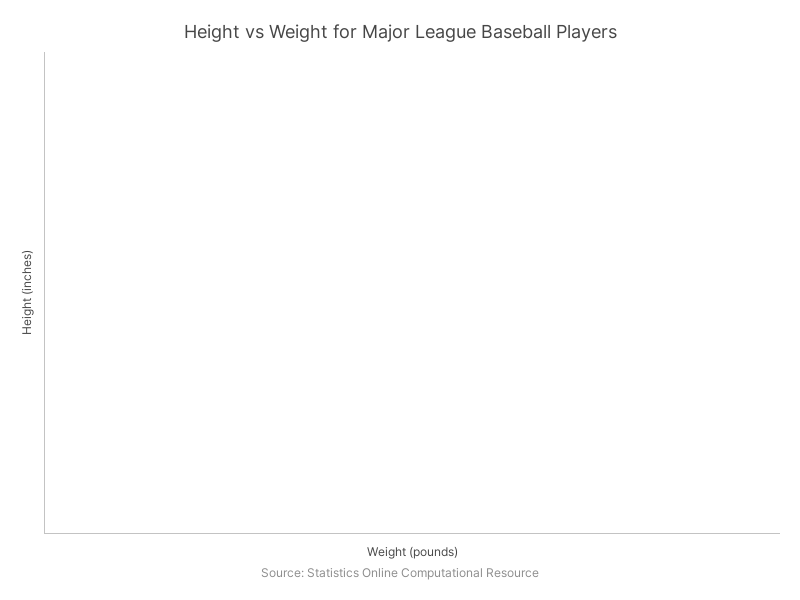 Height vs Weight for Major League Baseball Players
Height (inches)
Weight (pounds)
Source: Statistics Online Computational Resource